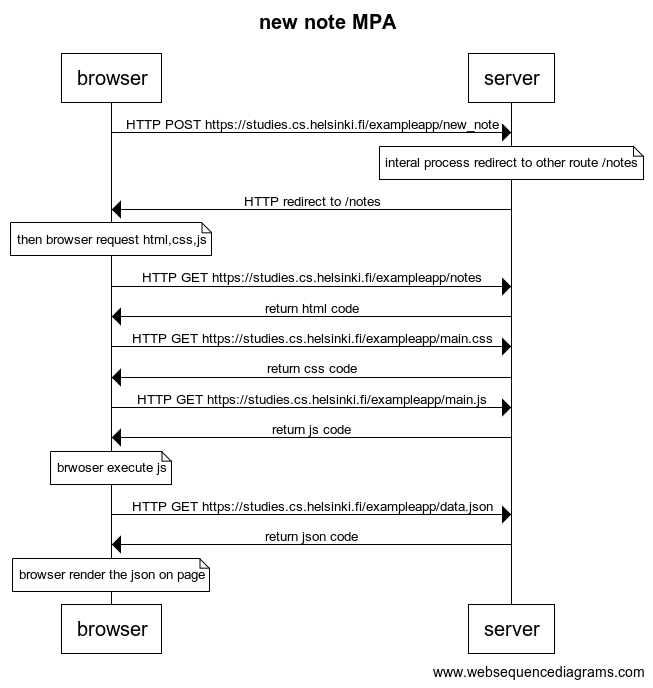 new note MPA
browser
server
HTTP POST https://studies.cs.helsinki.fi/exampleapp/new_note
interal process redirect to other route /notes
HTTP redirect to /notes
then browser request html,css,js
HTTP GET https://studies.cs.helsinki.fi/exampleapp/notes
return html code
HTTP GET https://studies.cs.helsinki.fi/exampleapp/main.css
return css code
HTTP GET https://studies.cs.helsinki.fi/exampleapp/main.js
return js code
brwoser execute js
HTTP GET https://studies.cs.helsinki.fi/exampleapp/data.json
return json code
browser render the json on page
browser
server
www.websequencediagrams.com